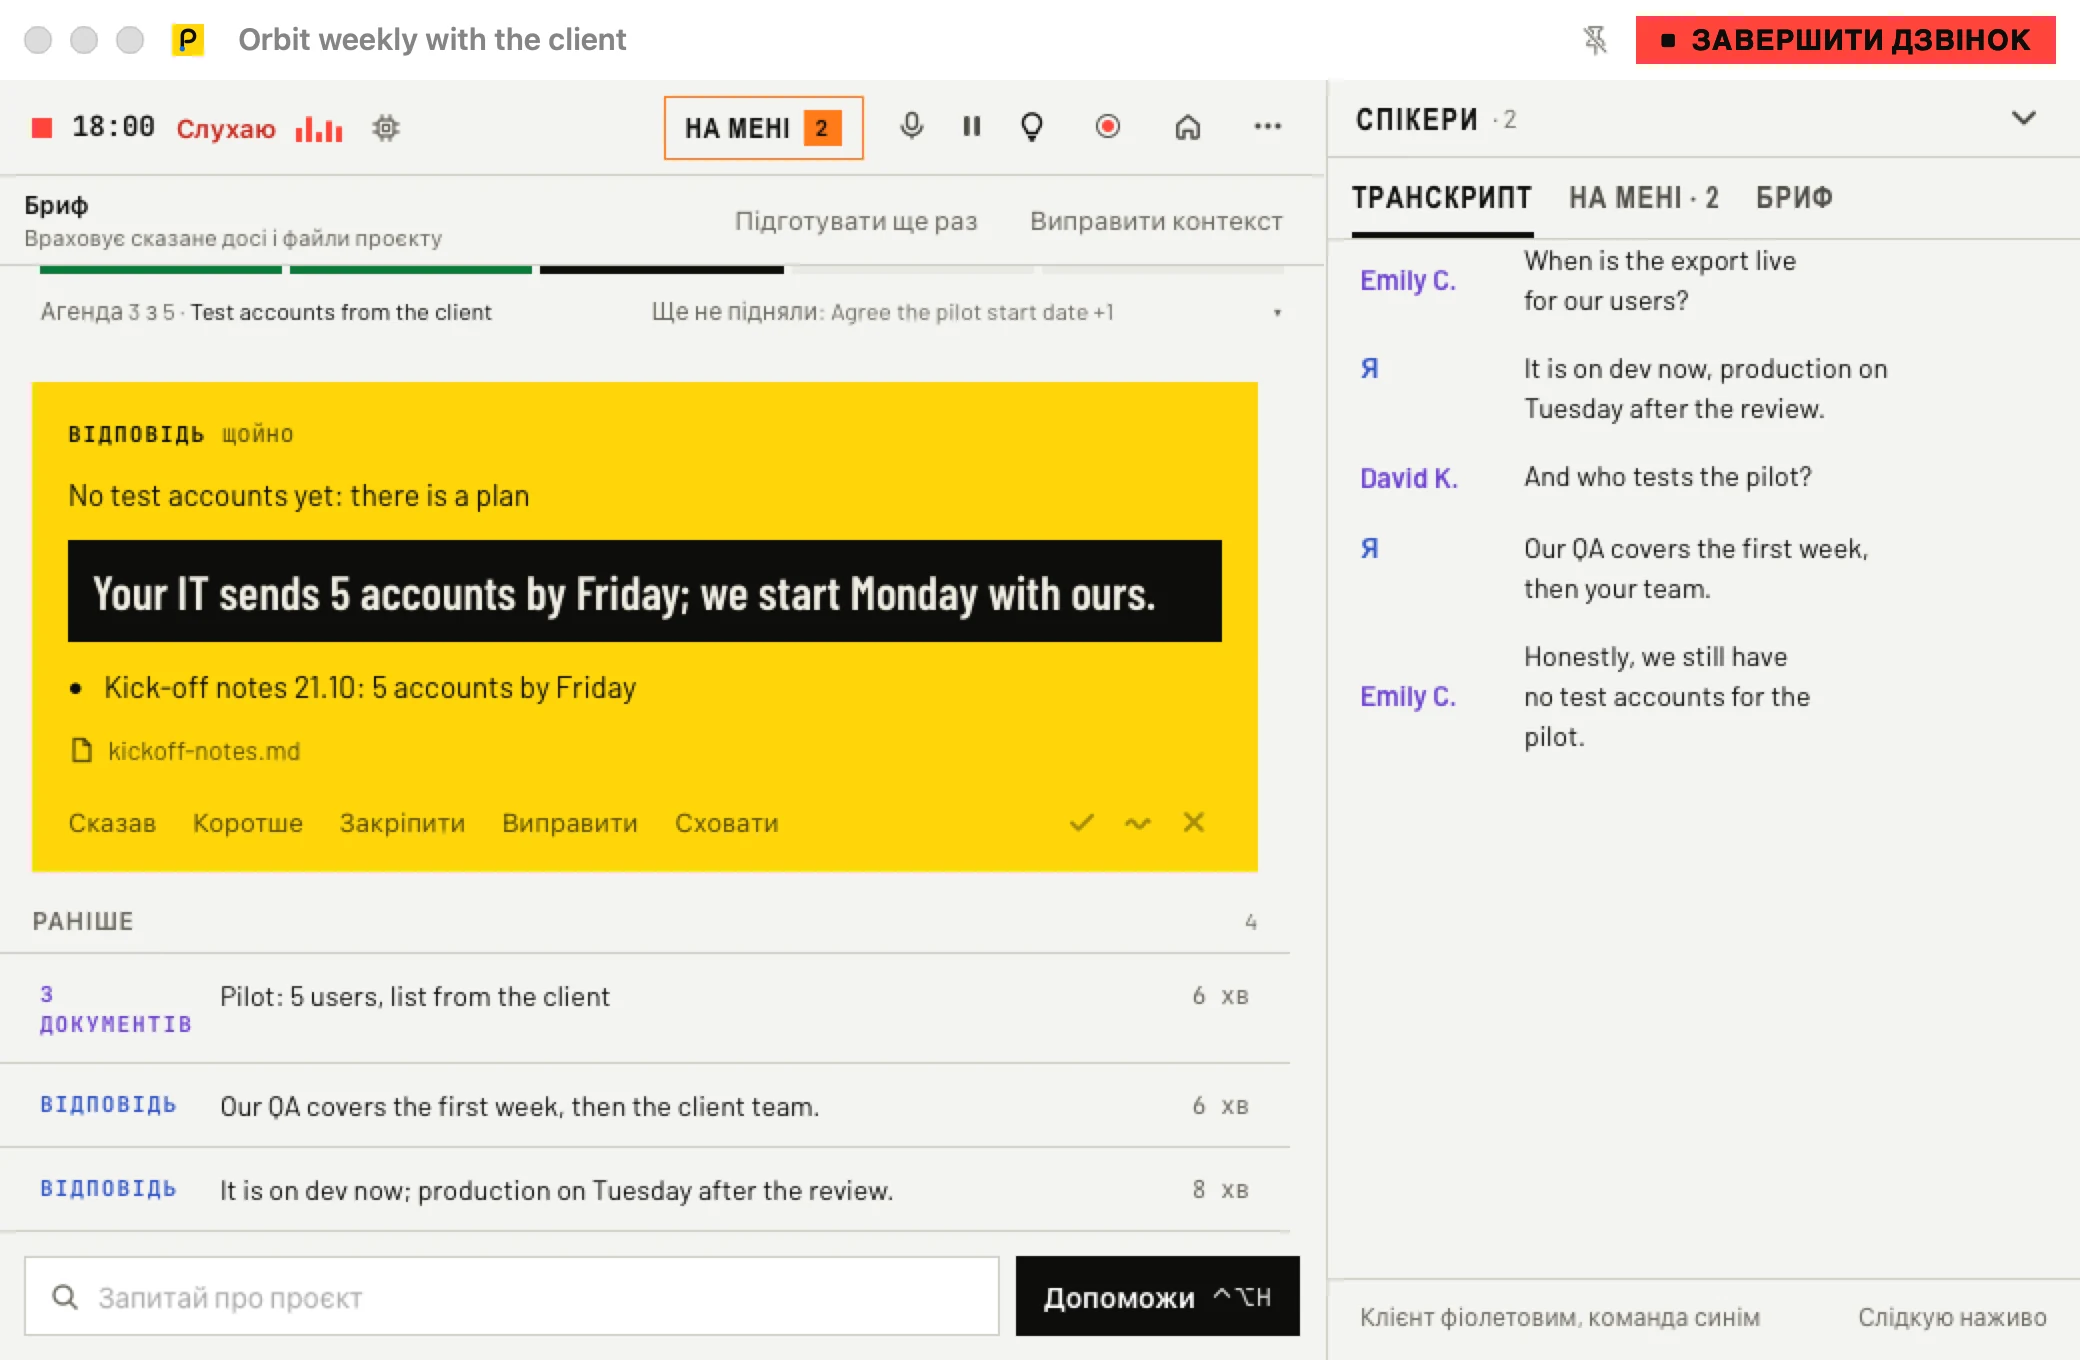 P Orbit weekly with the client
ЗАВЕРШИТИ ДЗВІНОК
18:00 Слухаю
НА МЕНІ 2
Бриф
Враховує сказане досі і файли проєкту
Підготувати ще раз
Виправити контекст
Агенда 3 з 5 · Test accounts from the client
Ще не підняли: Agree the pilot start date +1
ВІДПОВІДЬ щойно
No test accounts yet: there is a plan
Your IT sends 5 accounts by Friday; we start Monday with ours.
• Kick-off notes 21.10: 5 accounts by Friday
kickoff-notes.md
Сказав Коротше Закріпити Виправити Сховати
РАНІШЕ 4
З ДОКУМЕНТІВ
Pilot: 5 users, list from the client 6 хв
ВІДПОВІДЬ Our QA covers the first week, then the client team. 6 хв
ВІДПОВІДЬ It is on dev now; production on Tuesday after the review. 8 хв
Запитай про проєкт
Допоможи ^⌥H
СПІКЕРИ · 2
ТРАНСКРИПТ НА МЕНІ · 2 БРИФ
Emily C.
When is the export live
for our users?
Я
It is on dev now, production on
Tuesday after the review.
David K.
And who tests the pilot?
Я
Our QA covers the first week,
then your team.
Emily C.
Honestly, we still have
no test accounts for the
pilot.
Клієнт фіолетовим, команда синім
Слідкую наживо